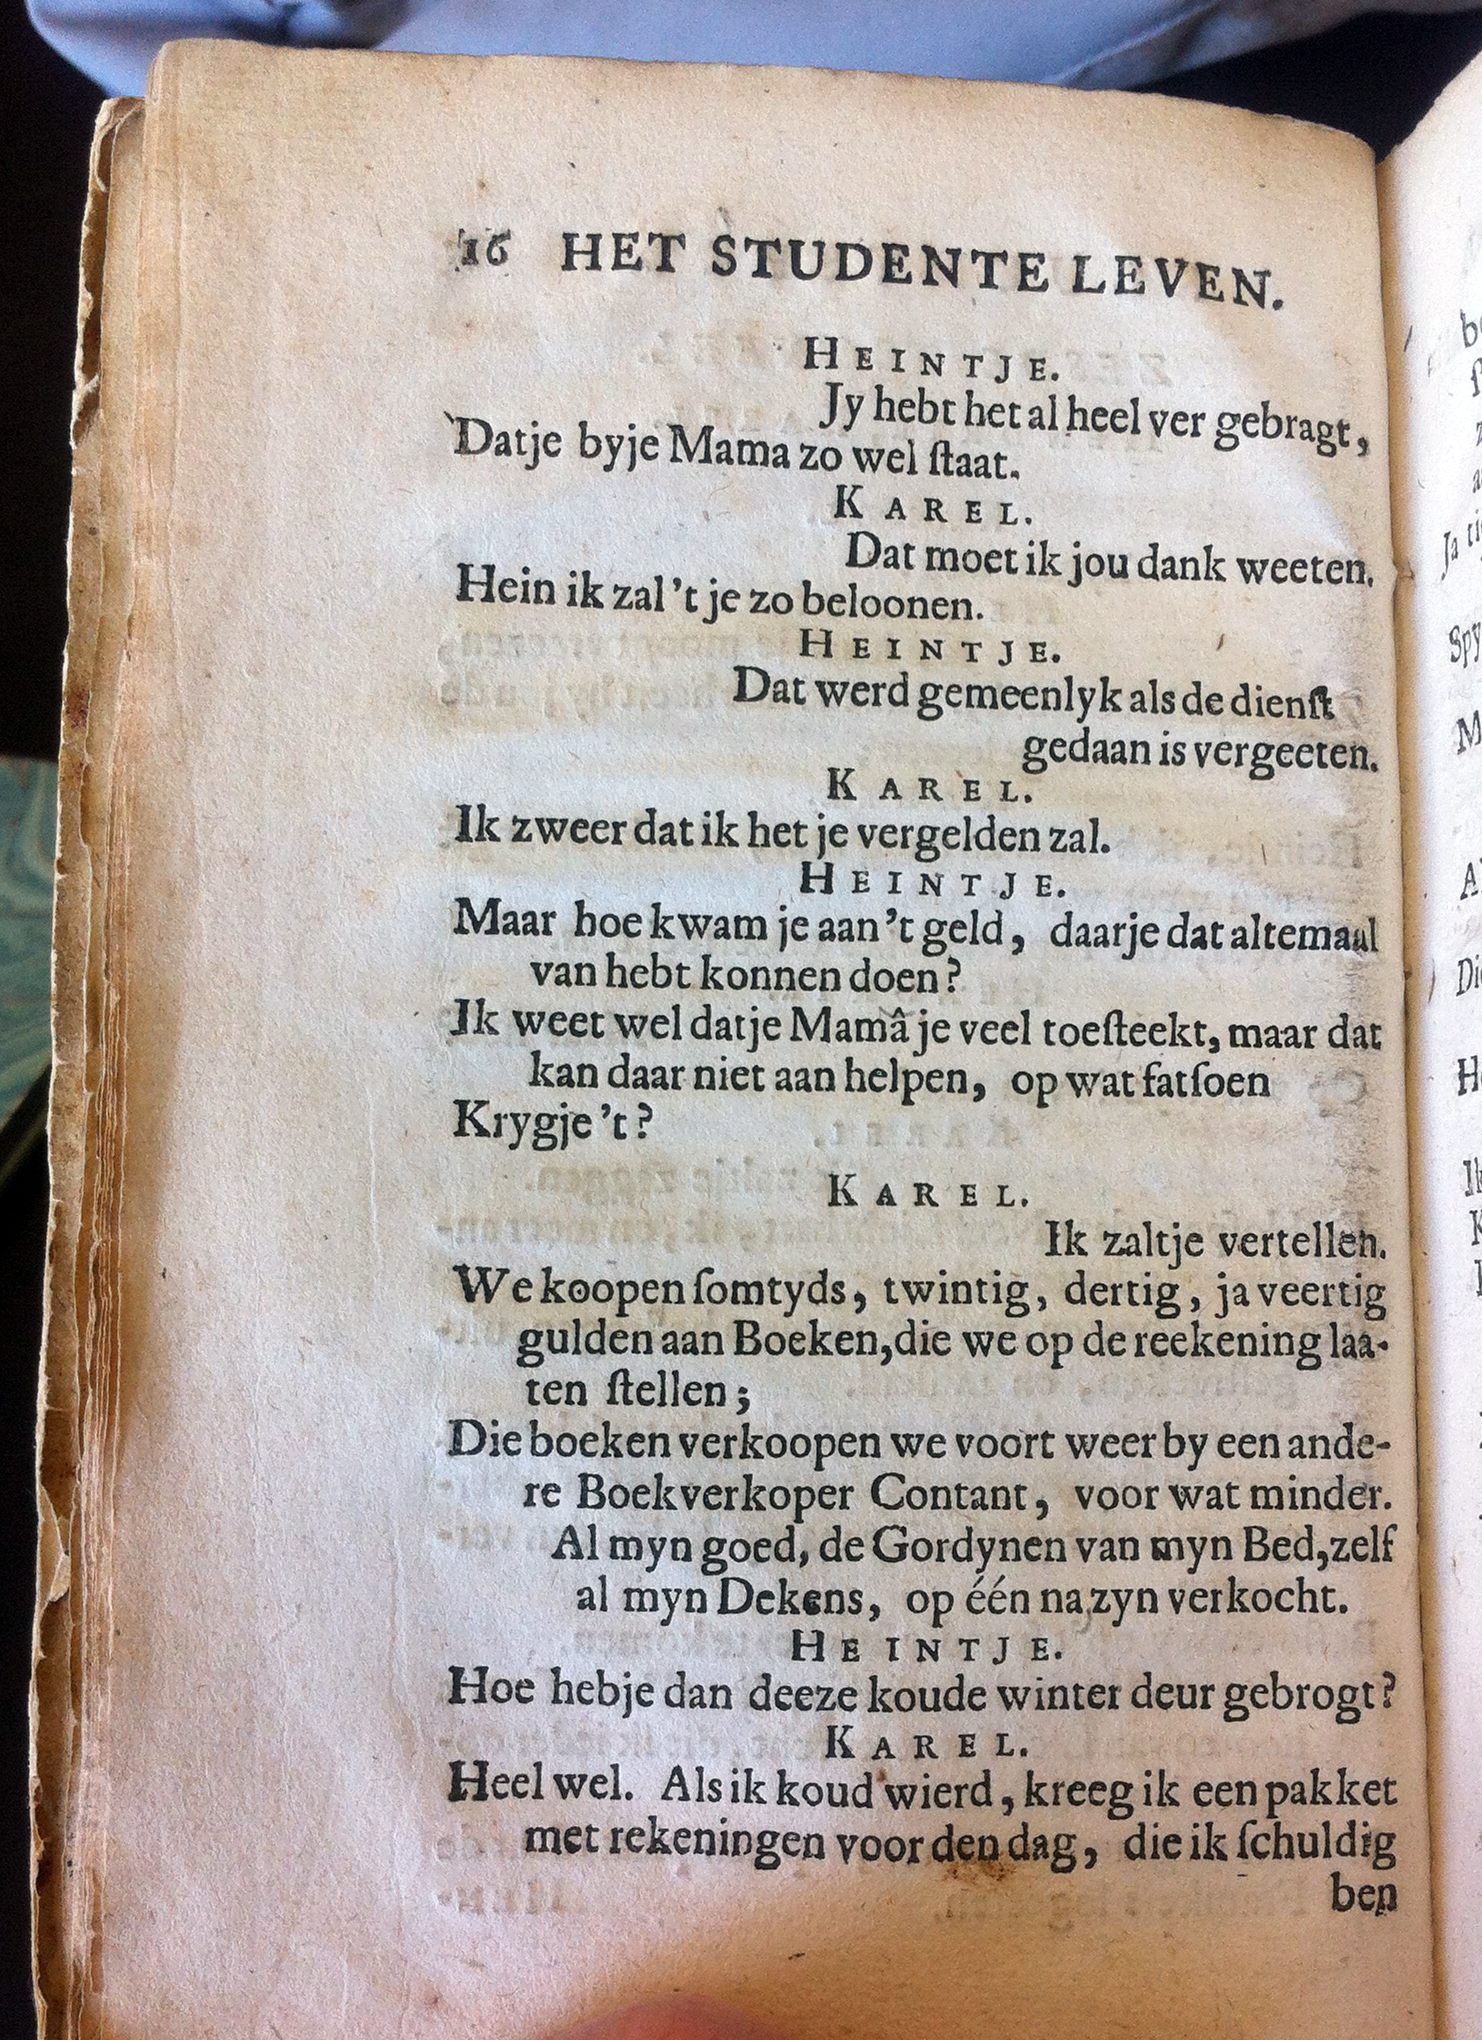 16 HET STUDENTE LEVEN.
HEINTJE.
Jy hebt het al heel ver gebragt,
Datje byje Mama zo wel ſtaat.
KAREL.
Dat moet ik jou dank weeten.
Hein ik zal 't je zo beloonen.
HEINTJE.
Dat werd gemeenlyk als de dienſt
gedaan is vergeeten.
KAREL.
Ik zweer dat ik het je vergelden zal.
HEINTJE.
Maar hoe kwam je aan 't geld, daarje dat altemaal
van hebt konnen doen?
Ik weet wel datje Mamâ je veel toeſteekt, maar dat
kan daar niet aan helpen, op wat fatſoen
Krygje 't?
KAREL.
Ik zaltje vertellen.
We koopen ſomtyds, twintig, dertig, ja veertig
gulden aan Boeken, die we op de reekening laa-
ten ſtellen;
Die boeken verkoopen we voort weer by een ande-
re Boekverkoper Contant, voor wat minder.
Al myn goed, de Gordynen van myn Bed, zelf
al myn Dekens, op één na zyn verkocht.
HEINTJE.
Hoe hebje dan deeze koude winter deur gebrogt?
KAREL.
Heel wel. Als ik koud wierd, kreeg ik een pakket
met rekeningen voor den dag, die ik ſchuldig
ben